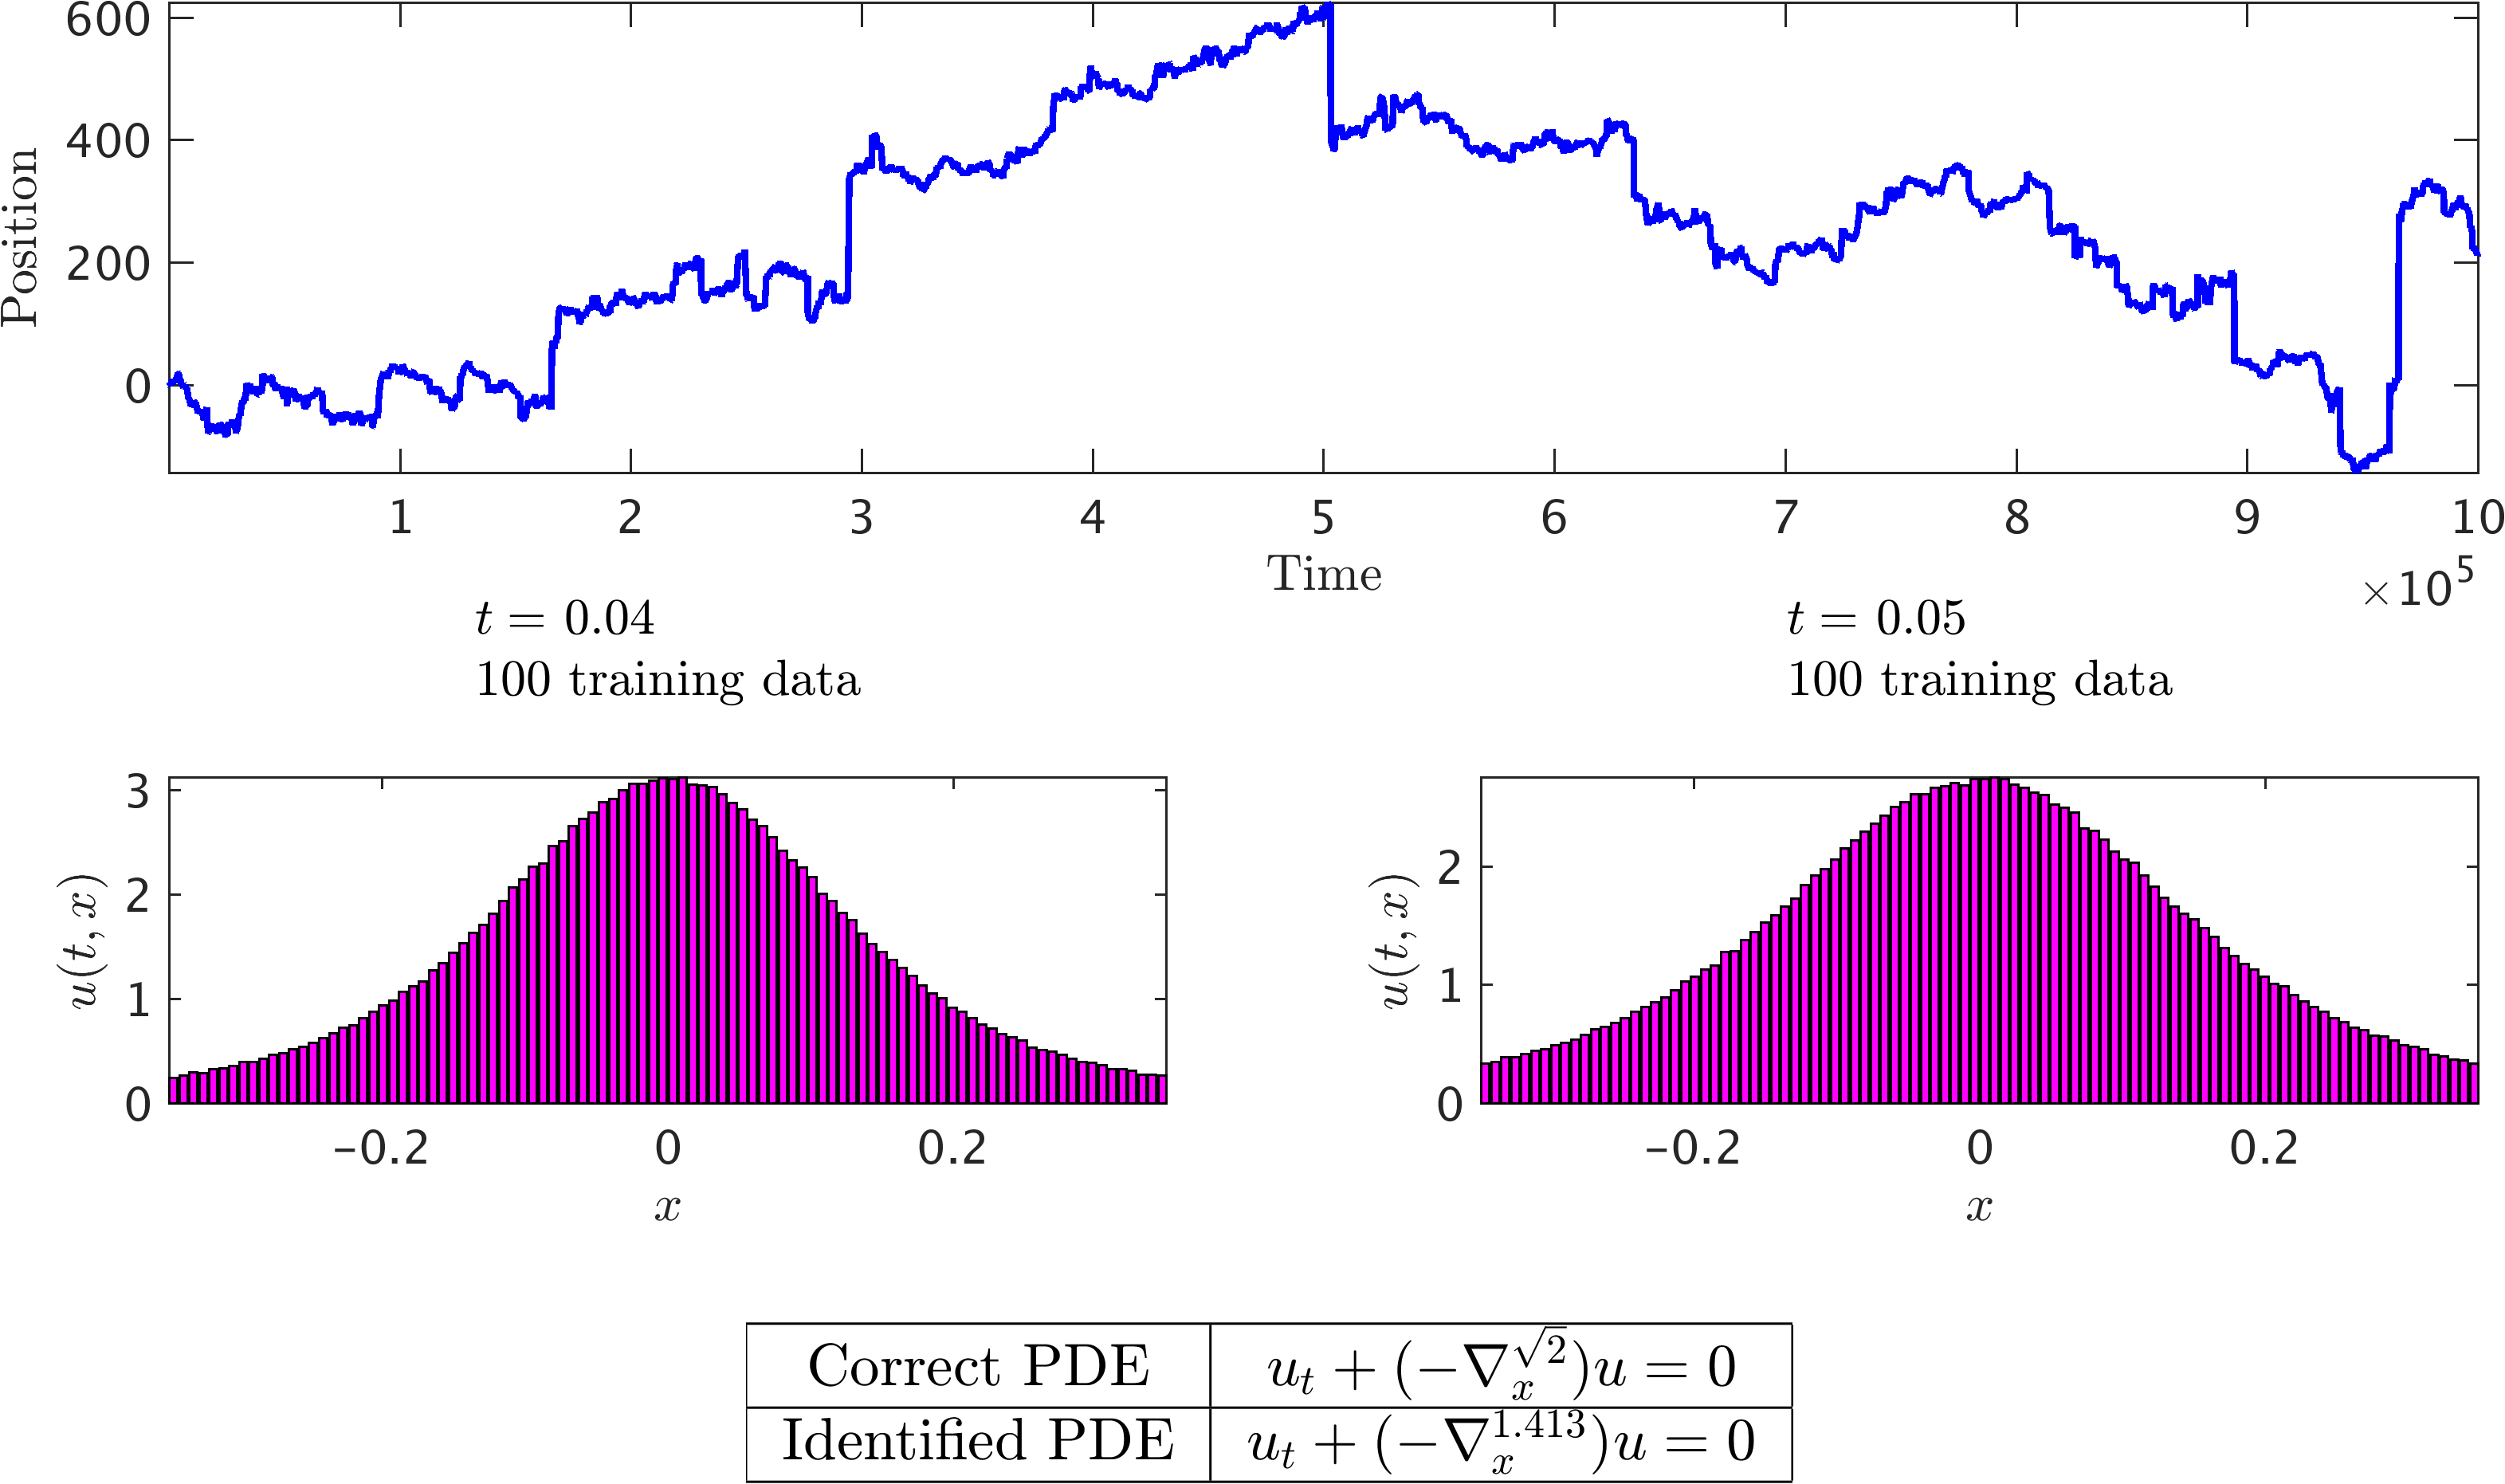 600
400
200
0
Position
1 2 3 4 5 6 7 8 9 10
Time
×10⁵
t = 0.04
100 training data
t = 0.05
100 training data
3
2
1
0
u(t, x)
−0.2 0 0.2
x
2
1
0
u(t, x)
−0.2 0 0.2
x
Correct PDE u_t + (−∇_x^{√2})u = 0
Identified PDE u_t + (−∇_x^{1.413})u = 0